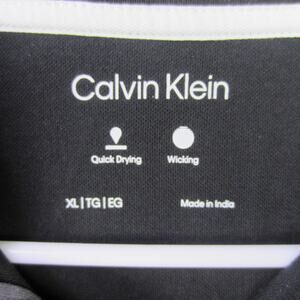 Calvin Klein
Quick Drying Wicking
XL|TG|EG Made in India